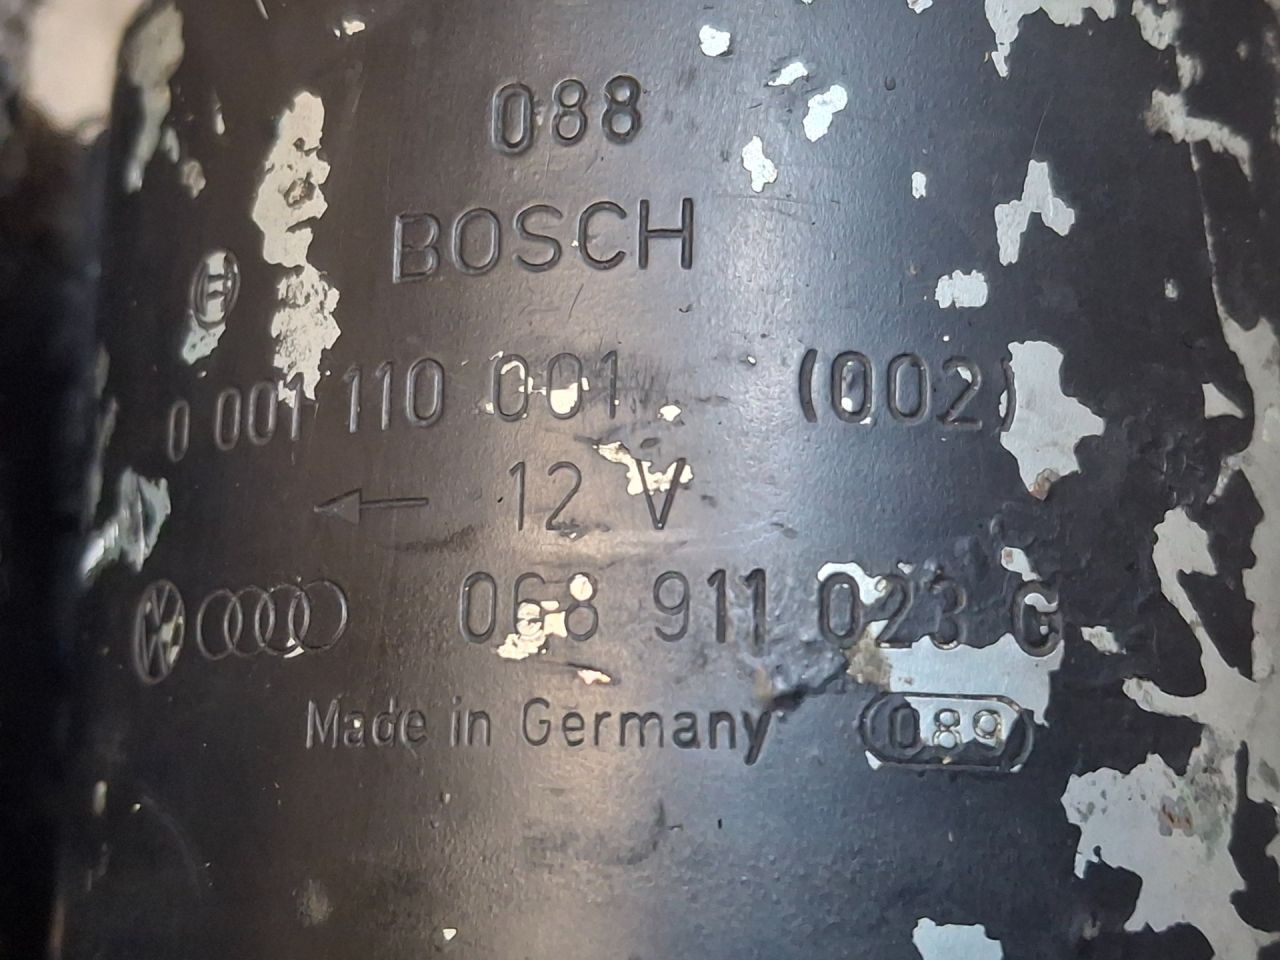 088
BOSCH
0 001 110 001 (002)
12 V
068 911 023 G
Made in Germany 089